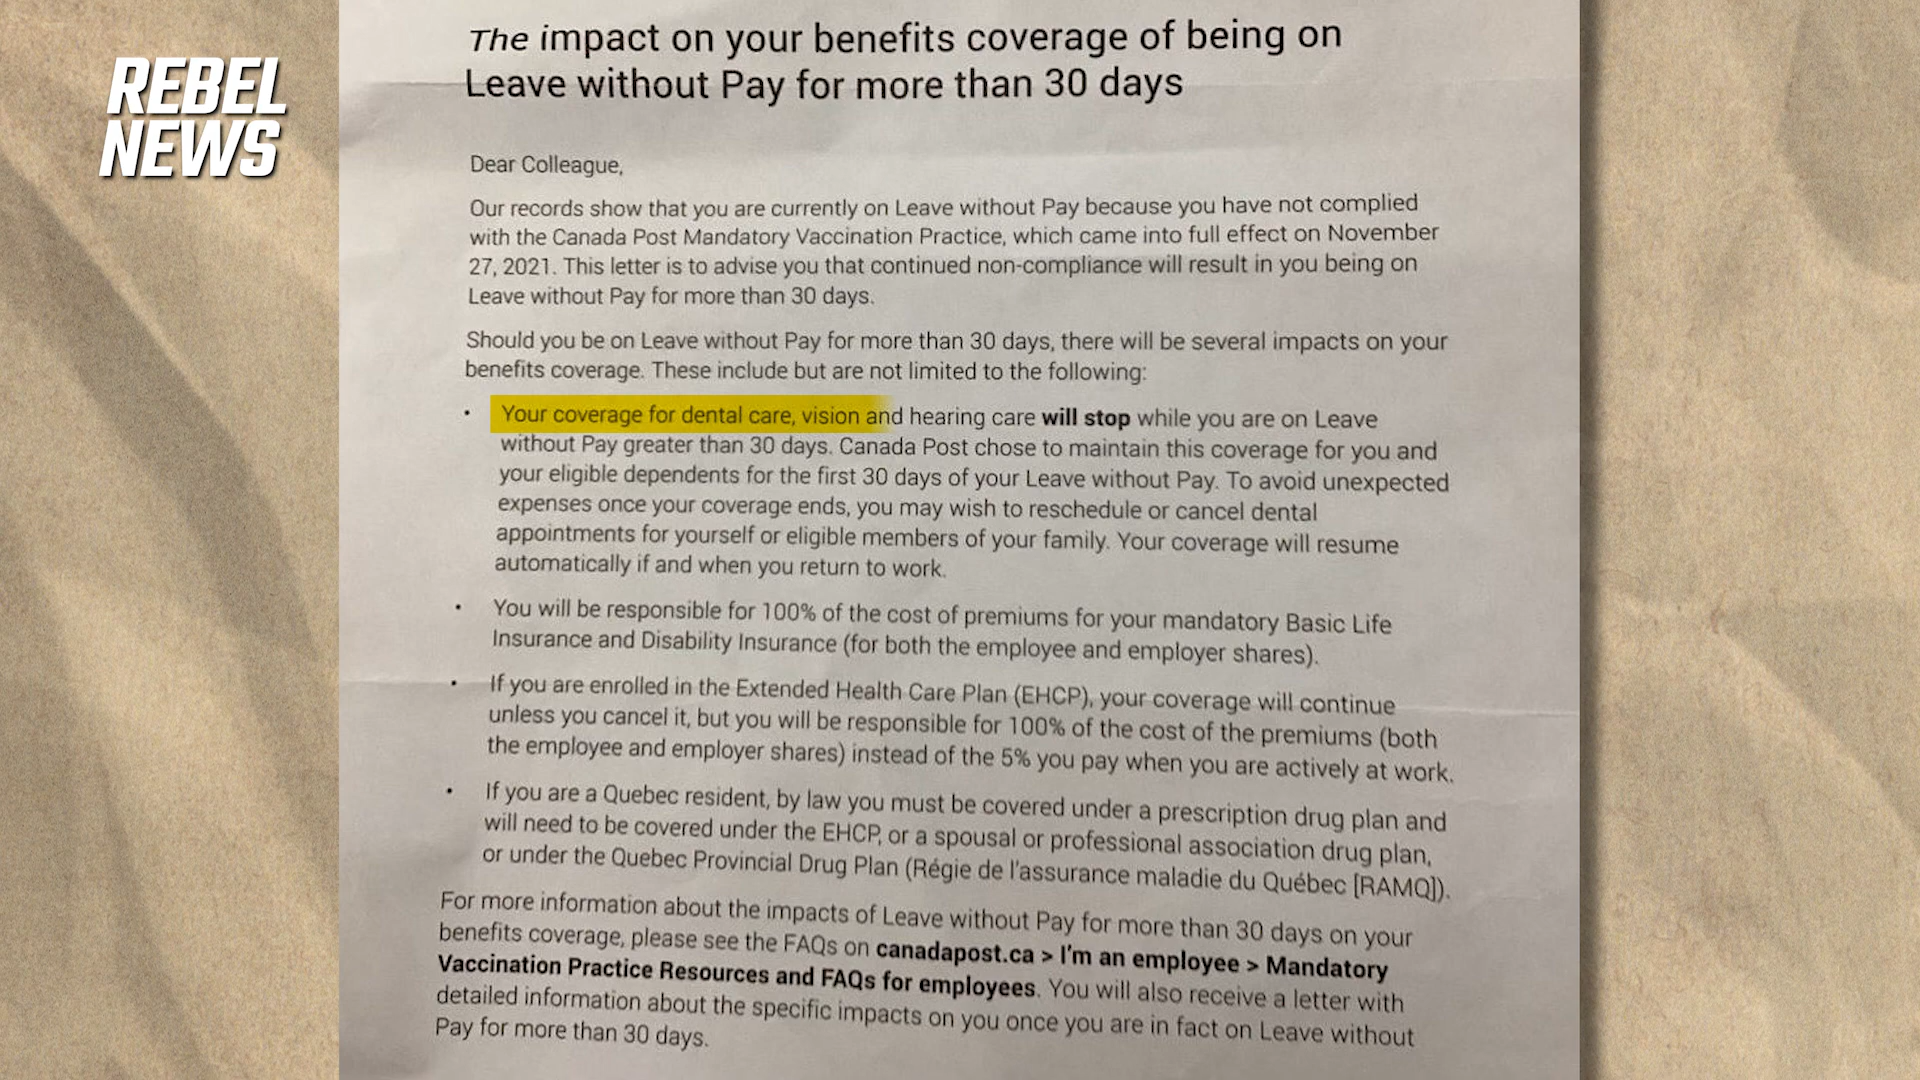 REBEL
NEWS
The impact on your benefits coverage of being on
Leave without Pay for more than 30 days
Dear Colleague,
Our records show that you are currently on Leave without Pay because you have not complied
with the Canada Post Mandatory Vaccination Practice, which came into full effect on November
27, 2021. This letter is to advise you that continued non-compliance will result in you being on
Leave without Pay for more than 30 days.
Should you be on Leave without Pay for more than 30 days, there will be several impacts on your
benefits coverage. These include but are not limited to the following:
• Your coverage for dental care, vision and hearing care will stop while you are on Leave
without Pay greater than 30 days. Canada Post chose to maintain this coverage for you and
your eligible dependents for the first 30 days of your Leave without Pay. To avoid unexpected
expenses once your coverage ends, you may wish to reschedule or cancel dental
appointments for yourself or eligible members of your family. Your coverage will resume
automatically if and when you return to work.
• You will be responsible for 100% of the cost of premiums for your mandatory Basic Life
Insurance and Disability Insurance (for both the employee and employer shares).
• If you are enrolled in the Extended Health Care Plan (EHCP), your coverage will continue
unless you cancel it, but you will be responsible for 100% of the cost of the premiums (both
the employee and employer shares) instead of the 5% you pay when you are actively at work.
• If you are a Quebec resident, by law you must be covered under a prescription drug plan and
will need to be covered under the EHCP, or a spousal or professional association drug plan,
or under the Quebec Provincial Drug Plan (Régie de l'assurance maladie du Québec [RAMQ]).
For more information about the impacts of Leave without Pay for more than 30 days on your
benefits coverage, please see the FAQs on canadapost.ca > I'm an employee > Mandatory
Vaccination Practice Resources and FAQs for employees. You will also receive a letter with
detailed information about the specific impacts on you once you are in fact on Leave without
Pay for more than 30 days.